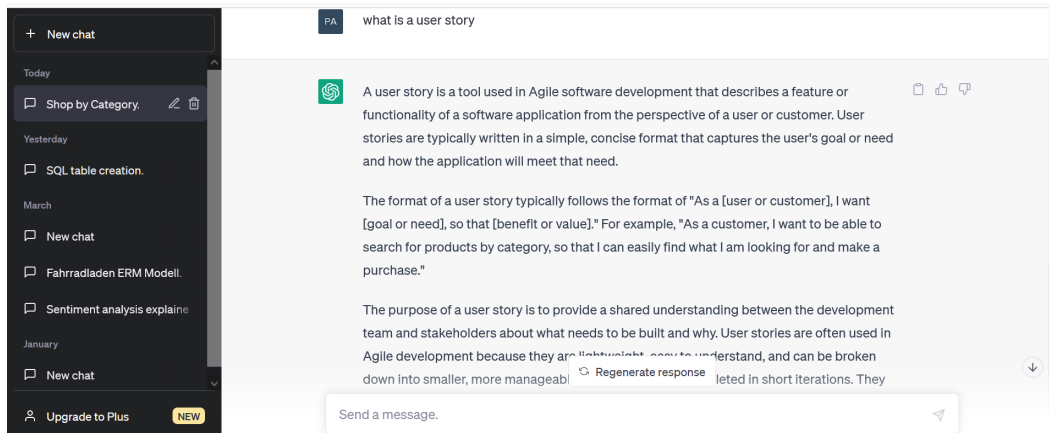 New chat
Today
Shop by Category.
Yesterday
SQL table creation.
March
New chat
Fahrradladen ERM Modell.
Sentiment analysis explaine
January
New chat
Upgrade to Plus
NEW
PA
what is a user story
A user story is a tool used in Agile software development that describes a feature or
functionality of a software application from the perspective of a user or customer. User
stories are typically written in a simple, concise format that captures the user's goal or need
and how the application will meet that need.
The format of a user story typically follows the format of "As a [user or customer], I want
[goal or need], so that [benefit or value]." For example, "As a customer, I want to be able to
search for products by category, so that I can easily find what I am looking for and make a
purchase."
The purpose of a user story is to provide a shared understanding between the development
team and stakeholders about what needs to be built and why. User stories are often used in
Agile development because they are lightweight, easy to understand, and can be broken
down into smaller, more manageabl
leted in short iterations. They
Regenerate response
Send a message.